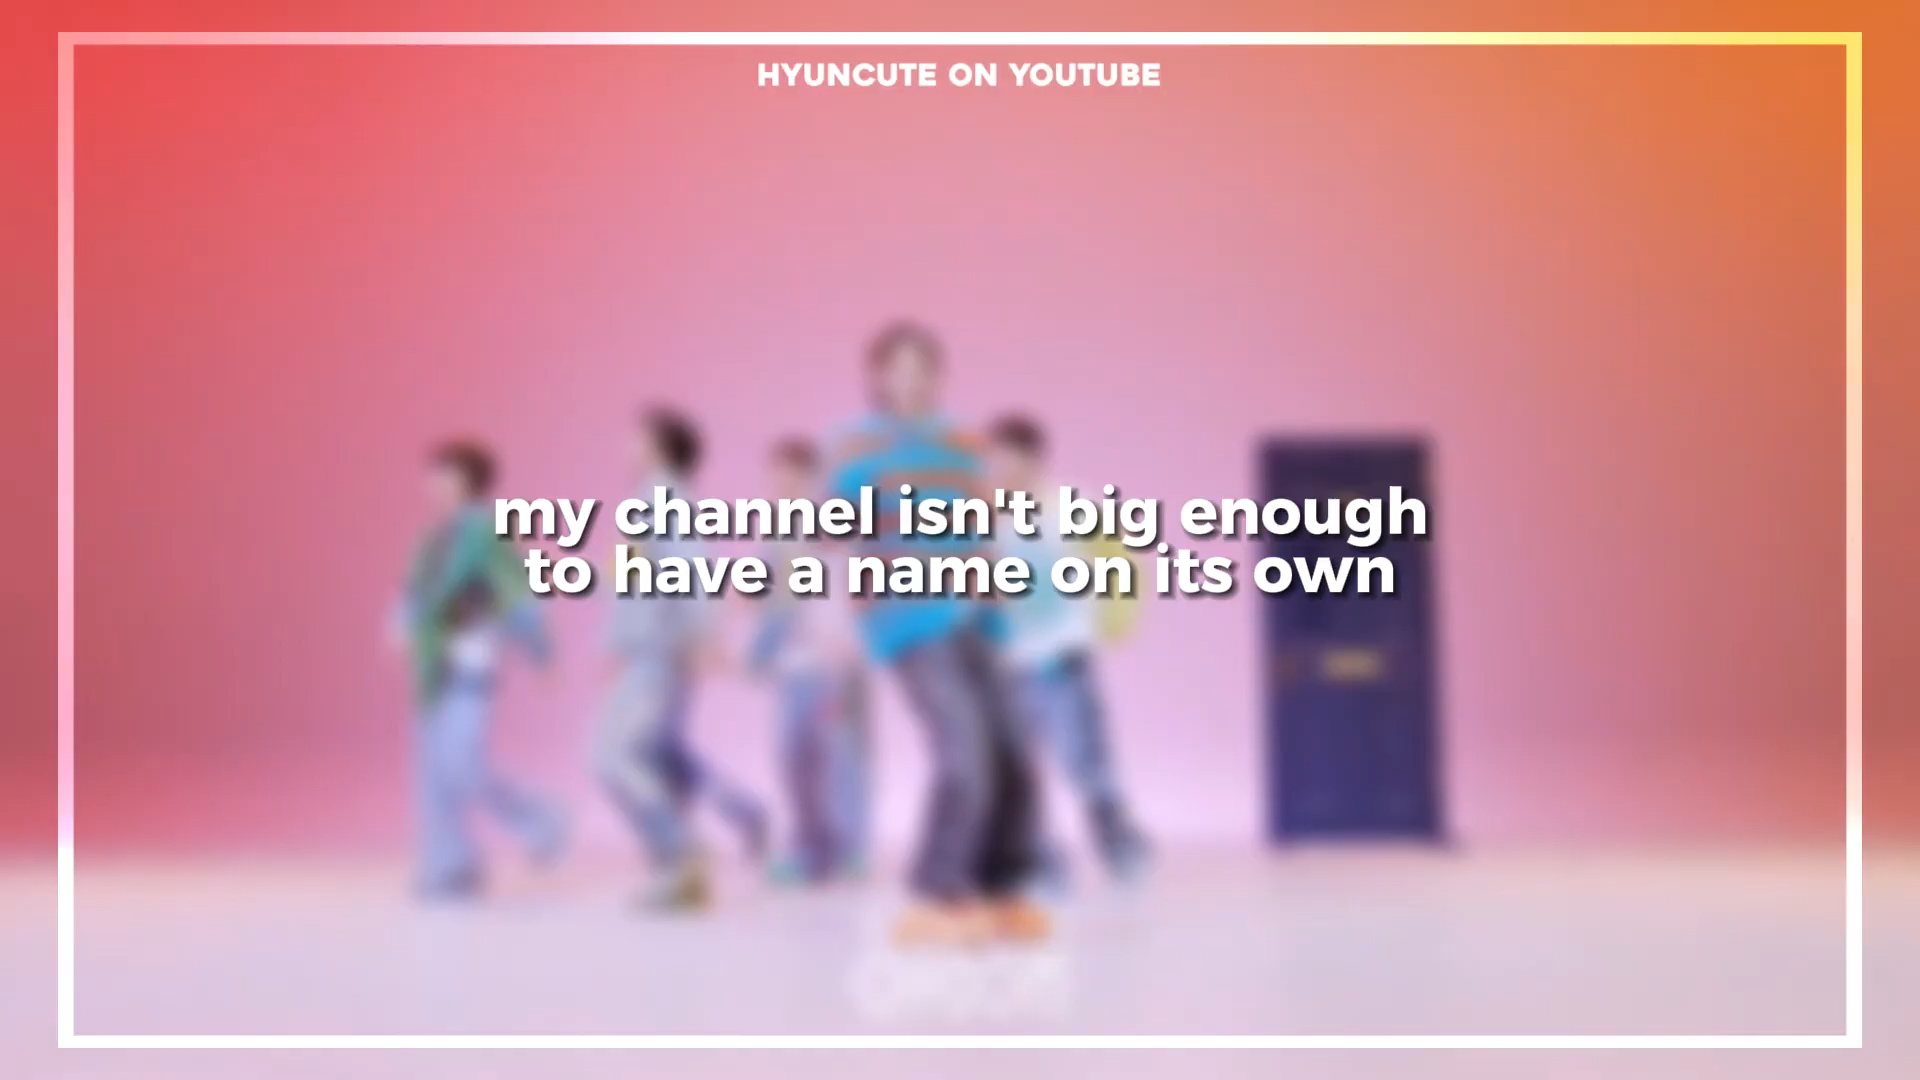 HYUNCUTE ON YOUTUBE
my channel isn't big enough
to have a name on its own